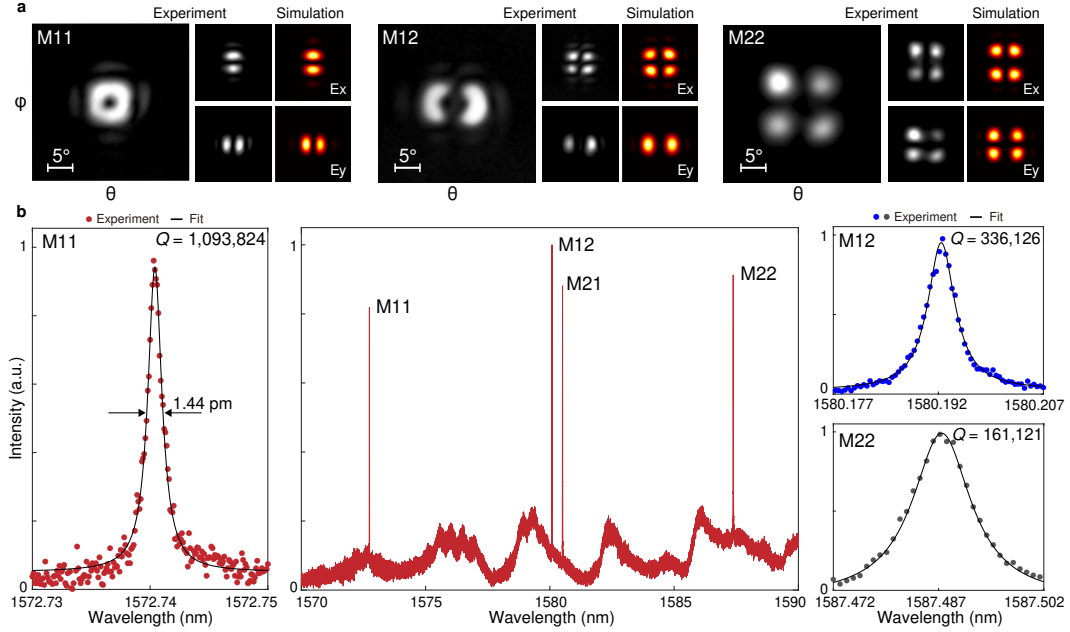 a
Experiment Simulation Experiment Simulation Experiment Simulation
M11 M12 M22
Ex Ex Ex
φ
5° 5° 5°
Ey Ey Ey
θ θ θ
b
Experiment Fit
M11
Q = 1,093,824
1
1.44 pm
0
Intensity (a.u.)
1572.73 1572.74 1572.75
Wavelength (nm)
1
M11
M12
M21
M22
0
1570 1575 1580 1585 1590
Wavelength (nm)
Experiment Fit
1
M12
Q = 336,126
0
1580.177 1580.192 1580.207
1
M22
Q = 161,121
0
1587.472 1587.487 1587.502
Wavelength (nm)